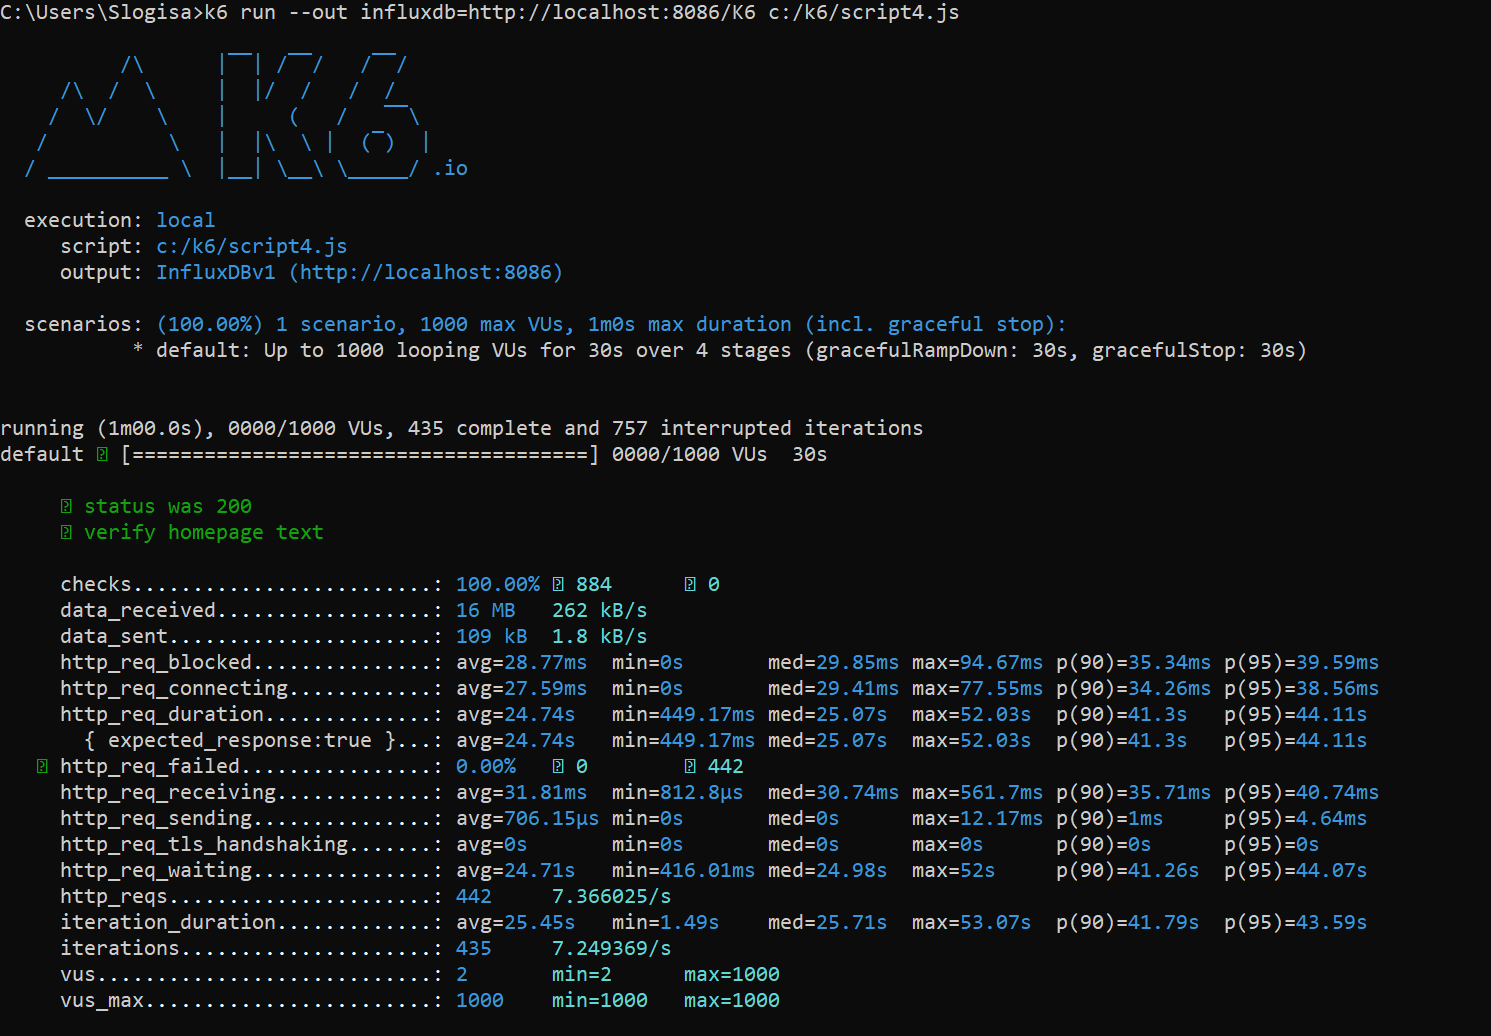 C:\Users\Slogisa>k6 run --out influxdb=http://localhost:8086/K6 c:/k6/script4.js
K6
.io
execution: local
script: c:/k6/script4.js
output: InfluxDBv1 (http://localhost:8086)
scenarios: (100.00%) 1 scenario, 1000 max VUs, 1m0s max duration (incl. graceful stop):
* default: Up to 1000 looping VUs for 30s over 4 stages (gracefulRampDown: 30s, gracefulStop: 30s)
running (1m00.0s), 0000/1000 VUs, 435 complete and 757 interrupted iterations
default [======================================] 0000/1000 VUs  30s
status was 200
verify homepage text
checks.........................: 100.00% 884 0
data_received..................: 16 MB 262 kB/s
data_sent......................: 109 kB 1.8 kB/s
http_req_blocked...............: avg=28.77ms min=0s med=29.85ms max=94.67ms p(90)=35.34ms p(95)=39.59ms
http_req_connecting............: avg=27.59ms min=0s med=29.41ms max=77.55ms p(90)=34.26ms p(95)=38.56ms
http_req_duration..............: avg=24.74s min=449.17ms med=25.07s max=52.03s p(90)=41.3s p(95)=44.11s
{ expected_response:true }...: avg=24.74s min=449.17ms med=25.07s max=52.03s p(90)=41.3s p(95)=44.11s
http_req_failed................: 0.00% 0 442
http_req_receiving.............: avg=31.81ms min=812.8µs med=30.74ms max=561.7ms p(90)=35.71ms p(95)=40.74ms
http_req_sending...............: avg=706.15µs min=0s med=0s max=12.17ms p(90)=1ms p(95)=4.64ms
http_req_tls_handshaking.......: avg=0s min=0s med=0s max=0s p(90)=0s p(95)=0s
http_req_waiting...............: avg=24.71s min=416.01ms med=24.98s max=52s p(90)=41.26s p(95)=44.07s
http_reqs......................: 442 7.366025/s
iteration_duration.............: avg=25.45s min=1.49s med=25.71s max=53.07s p(90)=41.79s p(95)=43.59s
iterations.....................: 435 7.249369/s
vus............................: 2 min=2 max=1000
vus_max........................: 1000 min=1000 max=1000